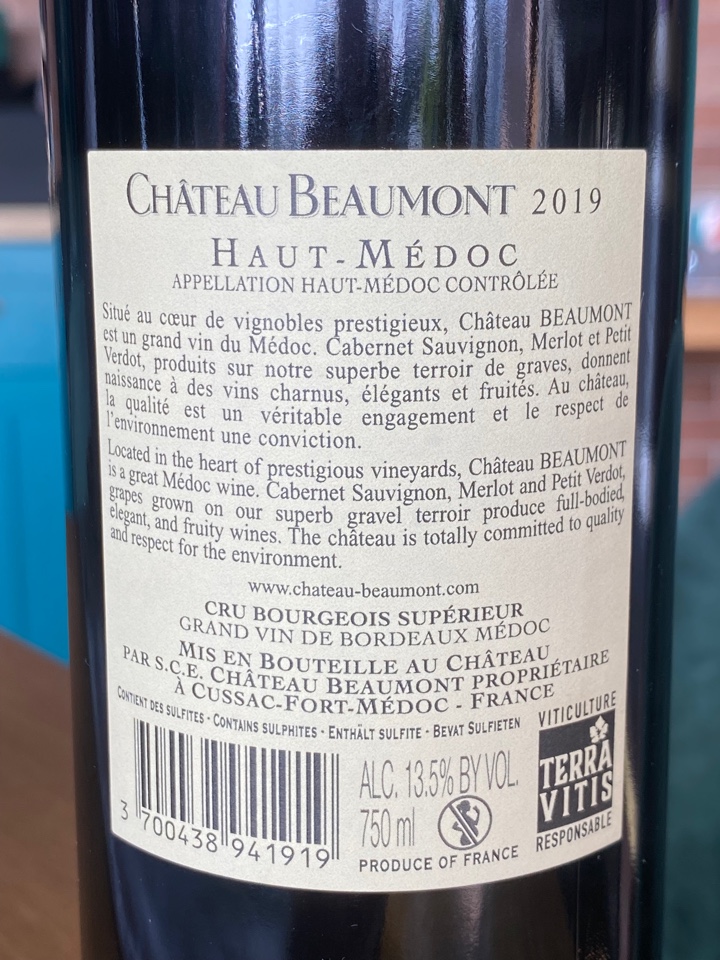 CHÂTEAU BEAUMONT 2019
HAUT-MÉDOC
APPELLATION HAUT-MÉDOC CONTRÔLÉE
Situé au cœur de vignobles prestigieux, Château BEAUMONT
est un grand vin du Médoc. Cabernet Sauvignon, Merlot et Petit
Verdot, produits sur notre superbe terroir de graves, donnent
naissance à des vins charnus, élégants et fruités. Au château,
la qualité est un véritable engagement et le respect de
l'environnement une conviction.
Located in the heart of prestigious vineyards, Château BEAUMONT
is a great Médoc wine. Cabernet Sauvignon, Merlot and Petit Verdot,
grapes grown on our superb gravel terroir produce full-bodied,
elegant, and fruity wines. The château is totally committed to quality
and respect for the environment.
www.chateau-beaumont.com
CRU BOURGEOIS SUPÉRIEUR
GRAND VIN DE BORDEAUX MÉDOC
MIS EN BOUTEILLE AU CHÂTEAU
PAR S.C.E. CHÂTEAU BEAUMONT PROPRIÉTAIRE
À CUSSAC-FORT-MÉDOC - FRANCE
CONTIENT DES SULFITES - CONTAINS SULPHITES - ENTHÄLT SULFITE - BEVAT SULFIETEN
3 700438 941919
ALC. 13.5% BY VOL.
750 ml
PRODUCE OF FRANCE
VITICULTURE
TERRA
VITIS
RESPONSABLE